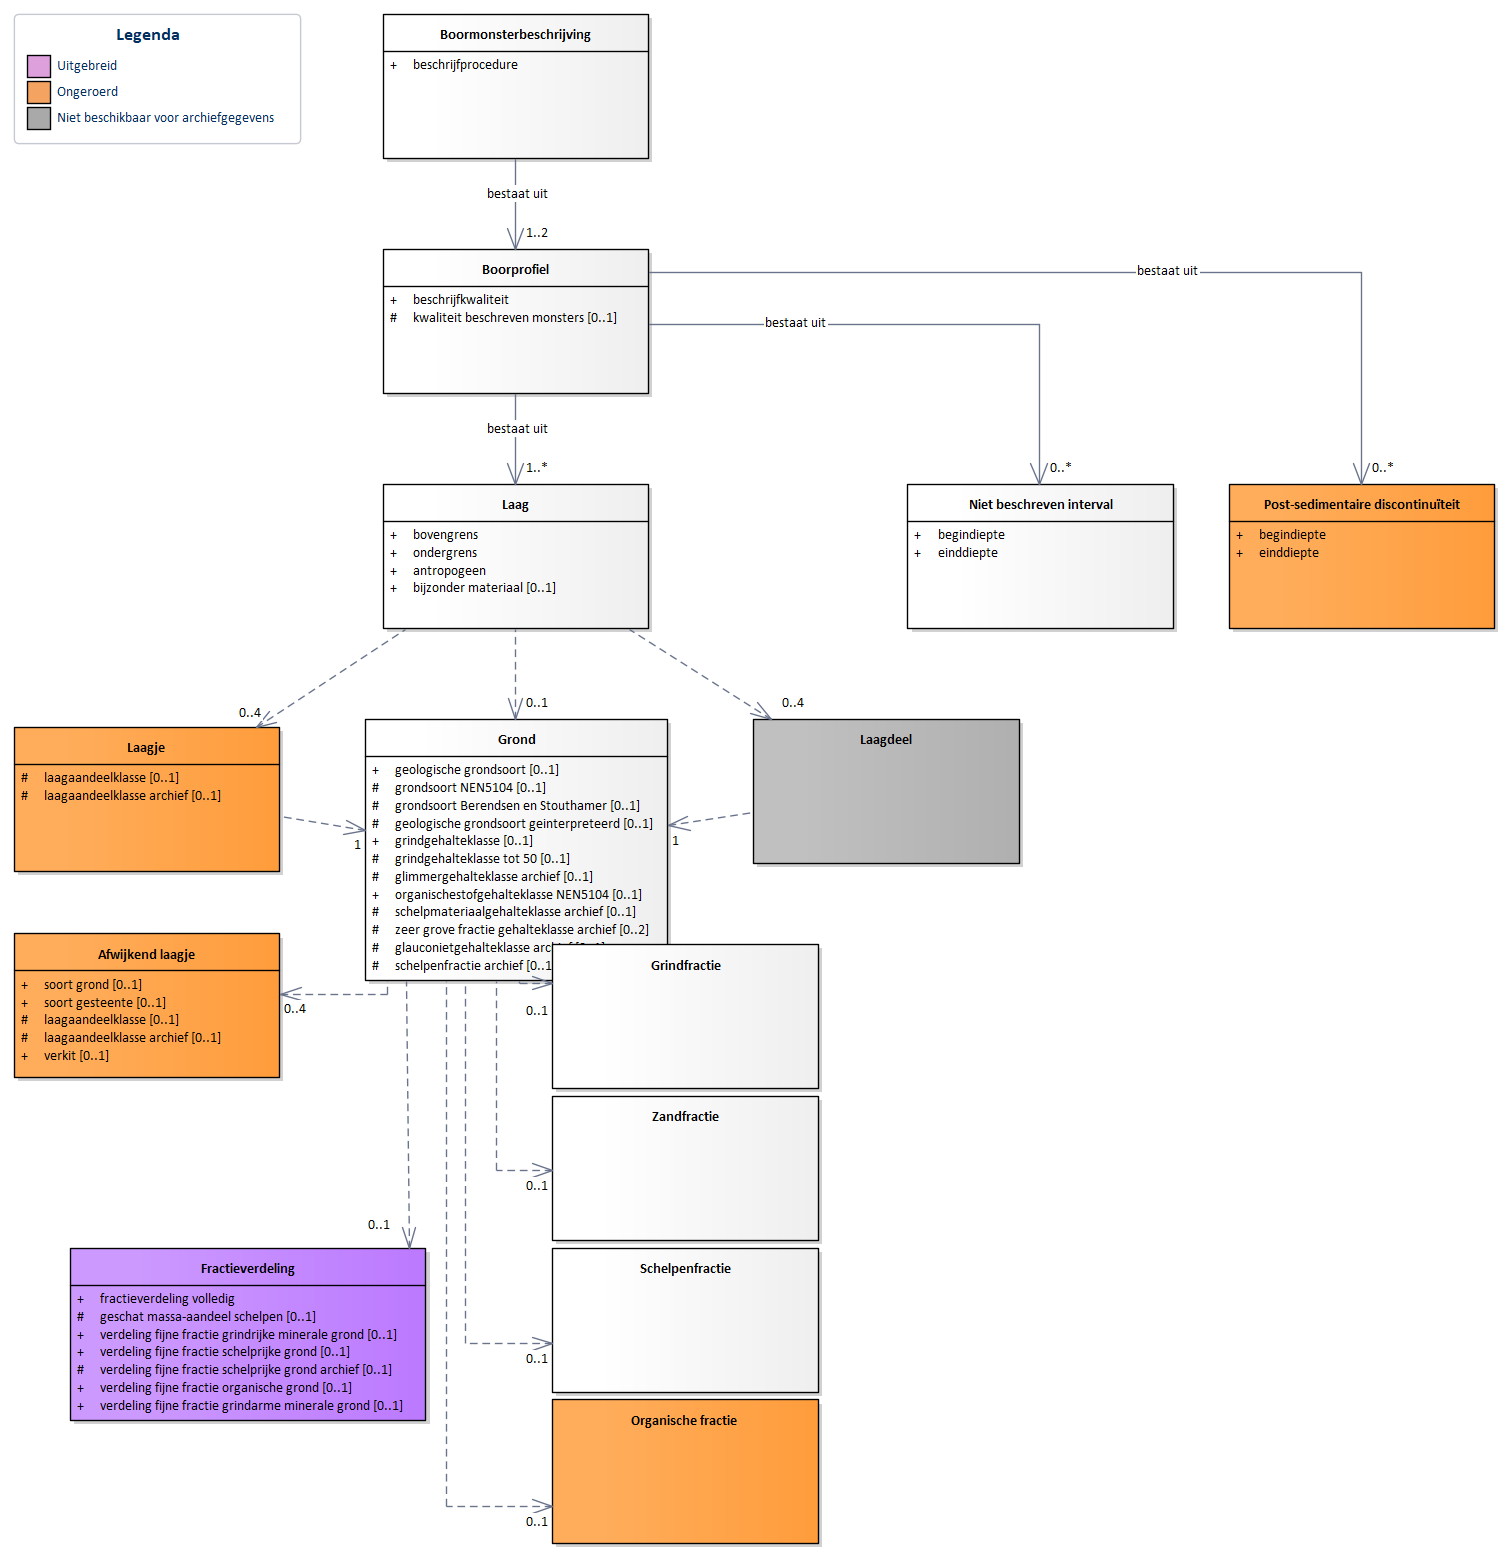 Legenda
Uitgebreid
Ongeroerd
Niet beschikbaar voor archiefgegevens
Boormonsterbeschrijving
+ beschrijfprocedure
bestaat uit
1..2
Boorprofiel
+ beschrijfkwaliteit
# kwaliteit beschreven monsters [0..1]
bestaat uit
bestaat uit
bestaat uit
1..*
0..*
0..*
Laag
+ bovengrens
+ ondergrens
+ antropogeen
+ bijzonder materiaal [0..1]
Niet beschreven interval
+ begindiepte
+ einddiepte
Post-sedimentaire discontinuïteit
+ begindiepte
+ einddiepte
0..4
0..1
0..4
Laagje
# laagaandeelklasse [0..1]
# laagaandeelklasse archief [0..1]
1
Grond
+ geologische grondsoort [0..1]
# grondsoort NEN5104 [0..1]
# grondsoort Berendsen en Stouthamer [0..1]
# geologische grondsoort geinterpreteerd [0..1]
+ grindgehalteklasse [0..1]
# grindgehalteklasse tot 50 [0..1]
# glimmergehalteklasse archief [0..1]
+ organischestofgehalteklasse NEN5104 [0..1]
# schelpmateriaalgehalteklasse archief [0..1]
# zeer grove fractie gehalteklasse archief [0..2]
# glauconietgehalteklasse
# schelpenfractie archief [0..1
Laagdeel
1
Afwijkend laagje
+ soort grond [0..1]
+ soort gesteente [0..1]
# laagaandeelklasse [0..1]
# laagaandeelklasse archief [0..1]
+ verkit [0..1]
0..4
Grindfractie
0..1
Zandfractie
0..1
0..1
Fractieverdeling
+ fractieverdeling volledig
# geschat massa-aandeel schelpen [0..1]
+ verdeling fijne fractie grindrijke minerale grond [0..1]
+ verdeling fijne fractie schelprijke grond [0..1]
# verdeling fijne fractie schelprijke grond archief [0..1]
+ verdeling fijne fractie organische grond [0..1]
+ verdeling fijne fractie grindarme minerale grond [0..1]
Schelpenfractie
0..1
Organische fractie
0..1